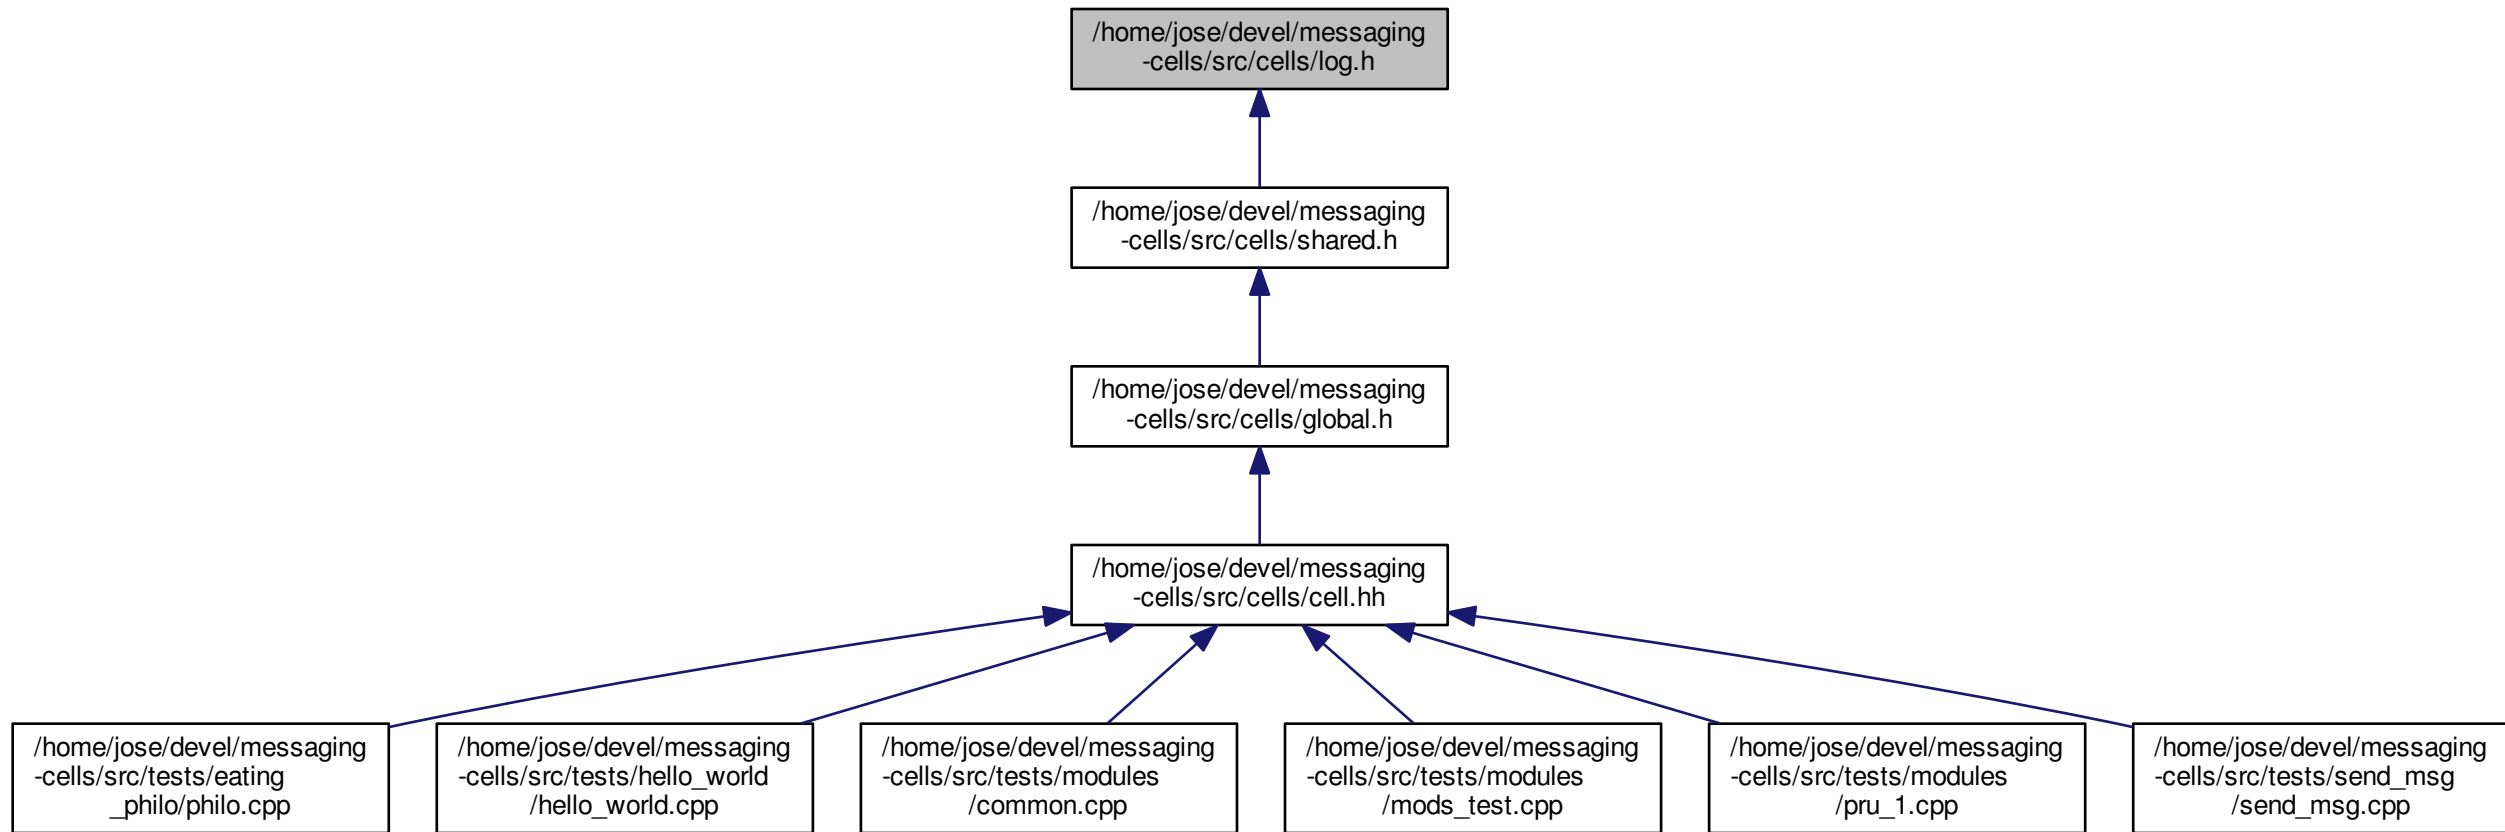 /home/jose/devel/messaging
-cells/src/cells/log.h
/home/jose/devel/messaging
-cells/src/cells/shared.h
/home/jose/devel/messaging
-cells/src/cells/global.h
/home/jose/devel/messaging
-cells/src/cells/cell.hh
/home/jose/devel/messaging
-cells/src/tests/eating
_philo/philo.cpp
/home/jose/devel/messaging
-cells/src/tests/hello_world
/hello_world.cpp
/home/jose/devel/messaging
-cells/src/tests/modules
/common.cpp
/home/jose/devel/messaging
-cells/src/tests/modules
/mods_test.cpp
/home/jose/devel/messaging
-cells/src/tests/modules
/pru_1.cpp
/home/jose/devel/messaging
-cells/src/tests/send_msg
/send_msg.cpp